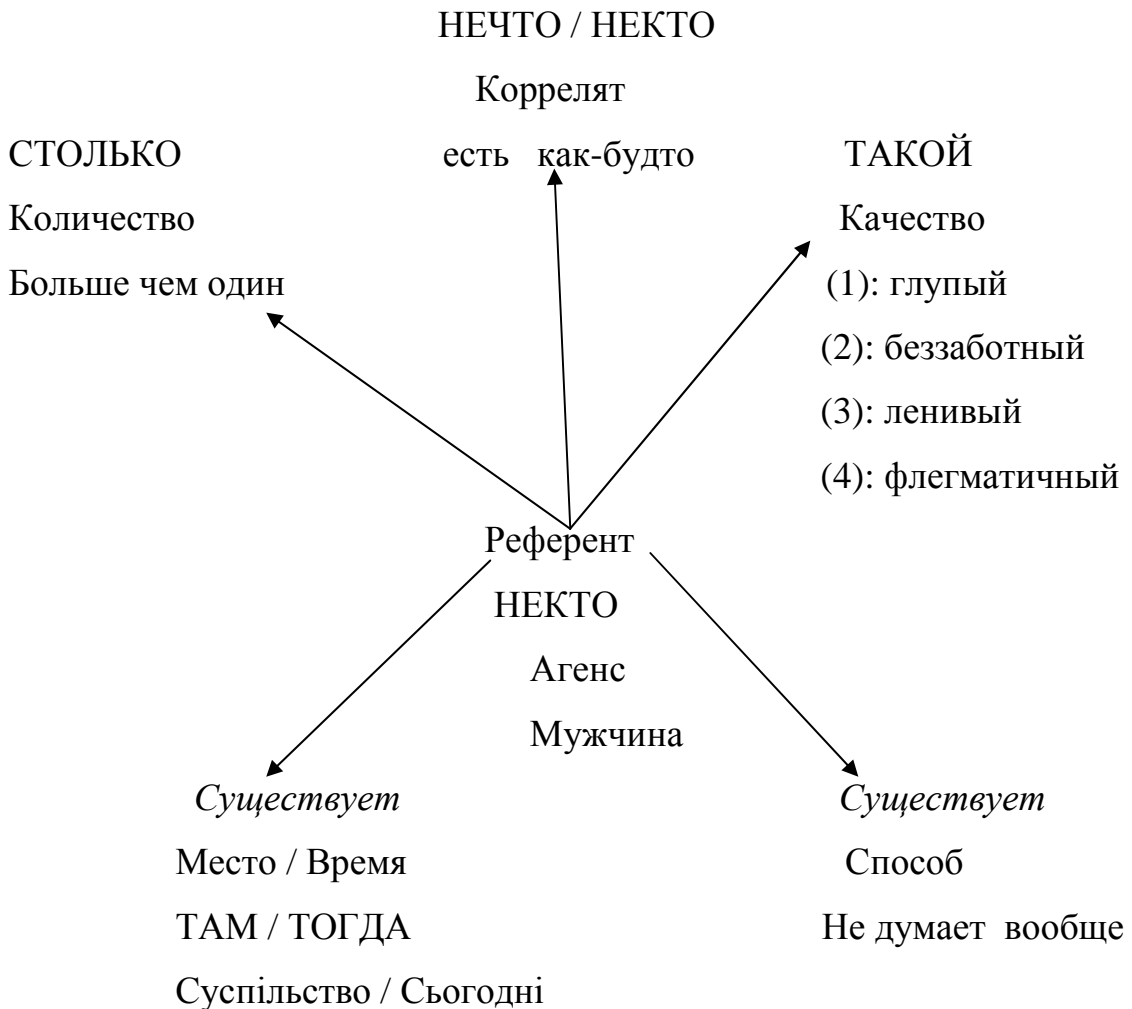 НЕЧТО / НЕКТО
Коррелят
СТОЛЬКО есть как-будто ТАКОЙ
Количество Качество
Больше чем один (1): глупый
(2): беззаботный
(3): ленивый
(4): флегматичный
Референт
НЕКТО
Агенс
Мужчина
Существует Существует
Место / Время Способ
ТАМ / ТОГДА Не думает вообще
Суспільство / Сьогодні